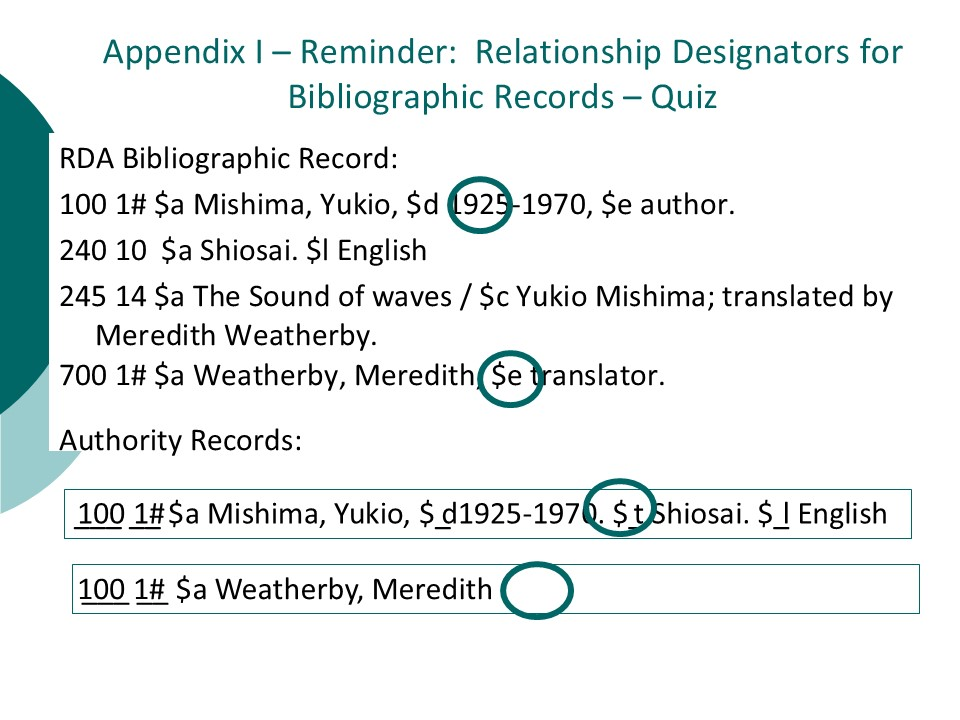 Appendix I – Reminder:  Relationship Designators for
Bibliographic Records – Quiz
RDA Bibliographic Record:
100 1# $a Mishima, Yukio, $d 1925-1970, $e author.
240 10  $a Shiosai. $l English
245 14 $a The Sound of waves / $c Yukio Mishima; translated by
Meredith Weatherby.
700 1# $a Weatherby, Meredith, $e translator.
Authority Records:
100 1# $a Mishima, Yukio, $d1925-1970. $t Shiosai. $l English
100 1# $a Weatherby, Meredith